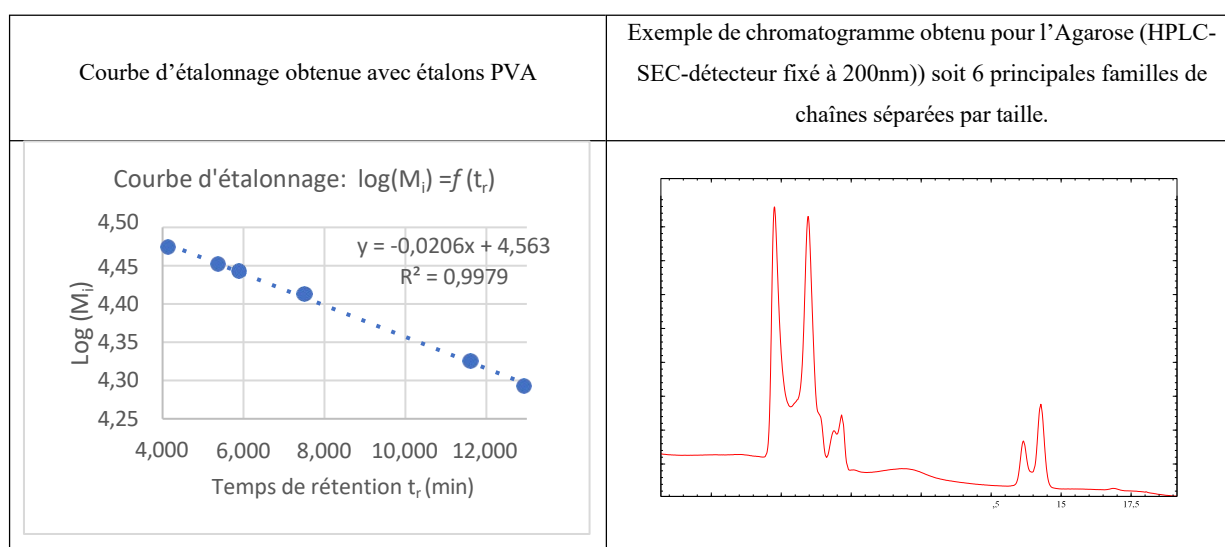 Courbe d'étalonnage obtenue avec étalons PVA
Exemple de chromatogramme obtenu pour l'Agarose (HPLC-
SEC-détecteur fixé à 200nm)) soit 6 principales familles de
chaînes séparées par taille.
Courbe d'étalonnage: log(Mi) =f (tr)
y = -0,0206x + 4,563
R² = 0,9979
Log (Mi)
4,50
4,45
4,40
4,35
4,30
4,25
4,000 6,000 8,000 10,000 12,000
Temps de rétention tr (min)
,5 15 17,5